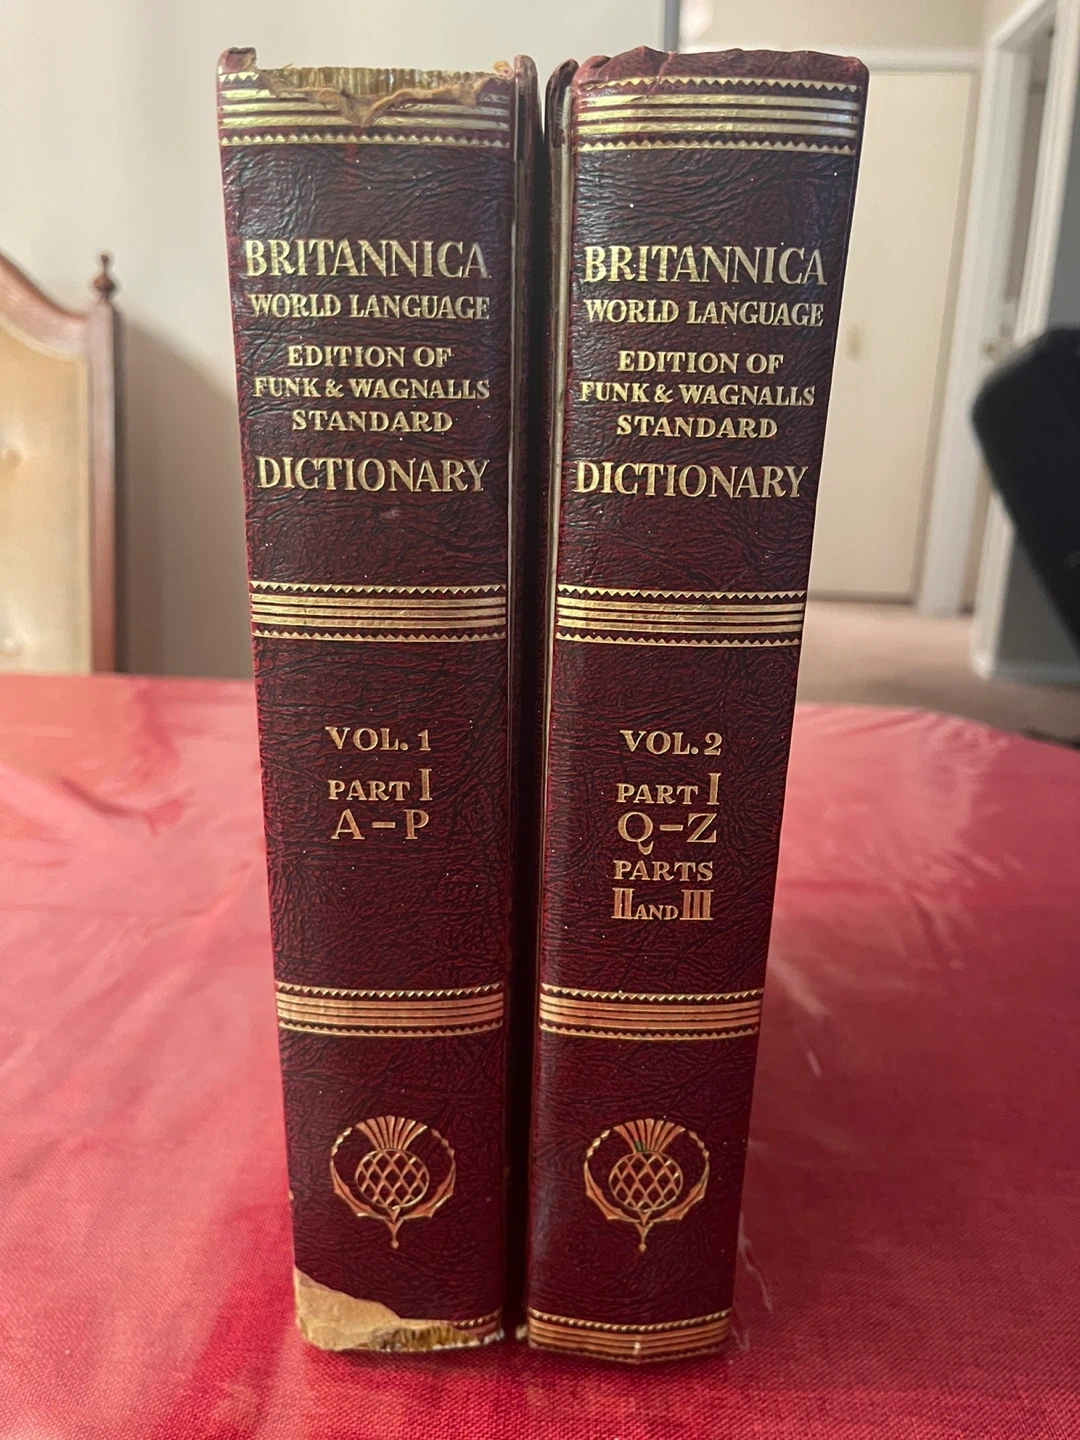 BRITANNICA
WORLD LANGUAGE
EDITION OF
FUNK & WAGNALLS
STANDARD
DICTIONARY
VOL. 1
PART I
A-P
BRITANNICA
WORLD LANGUAGE
EDITION OF
FUNK & WAGNALLS
STANDARD
DICTIONARY
VOL. 2
PART I
Q-Z
PARTS
II AND III